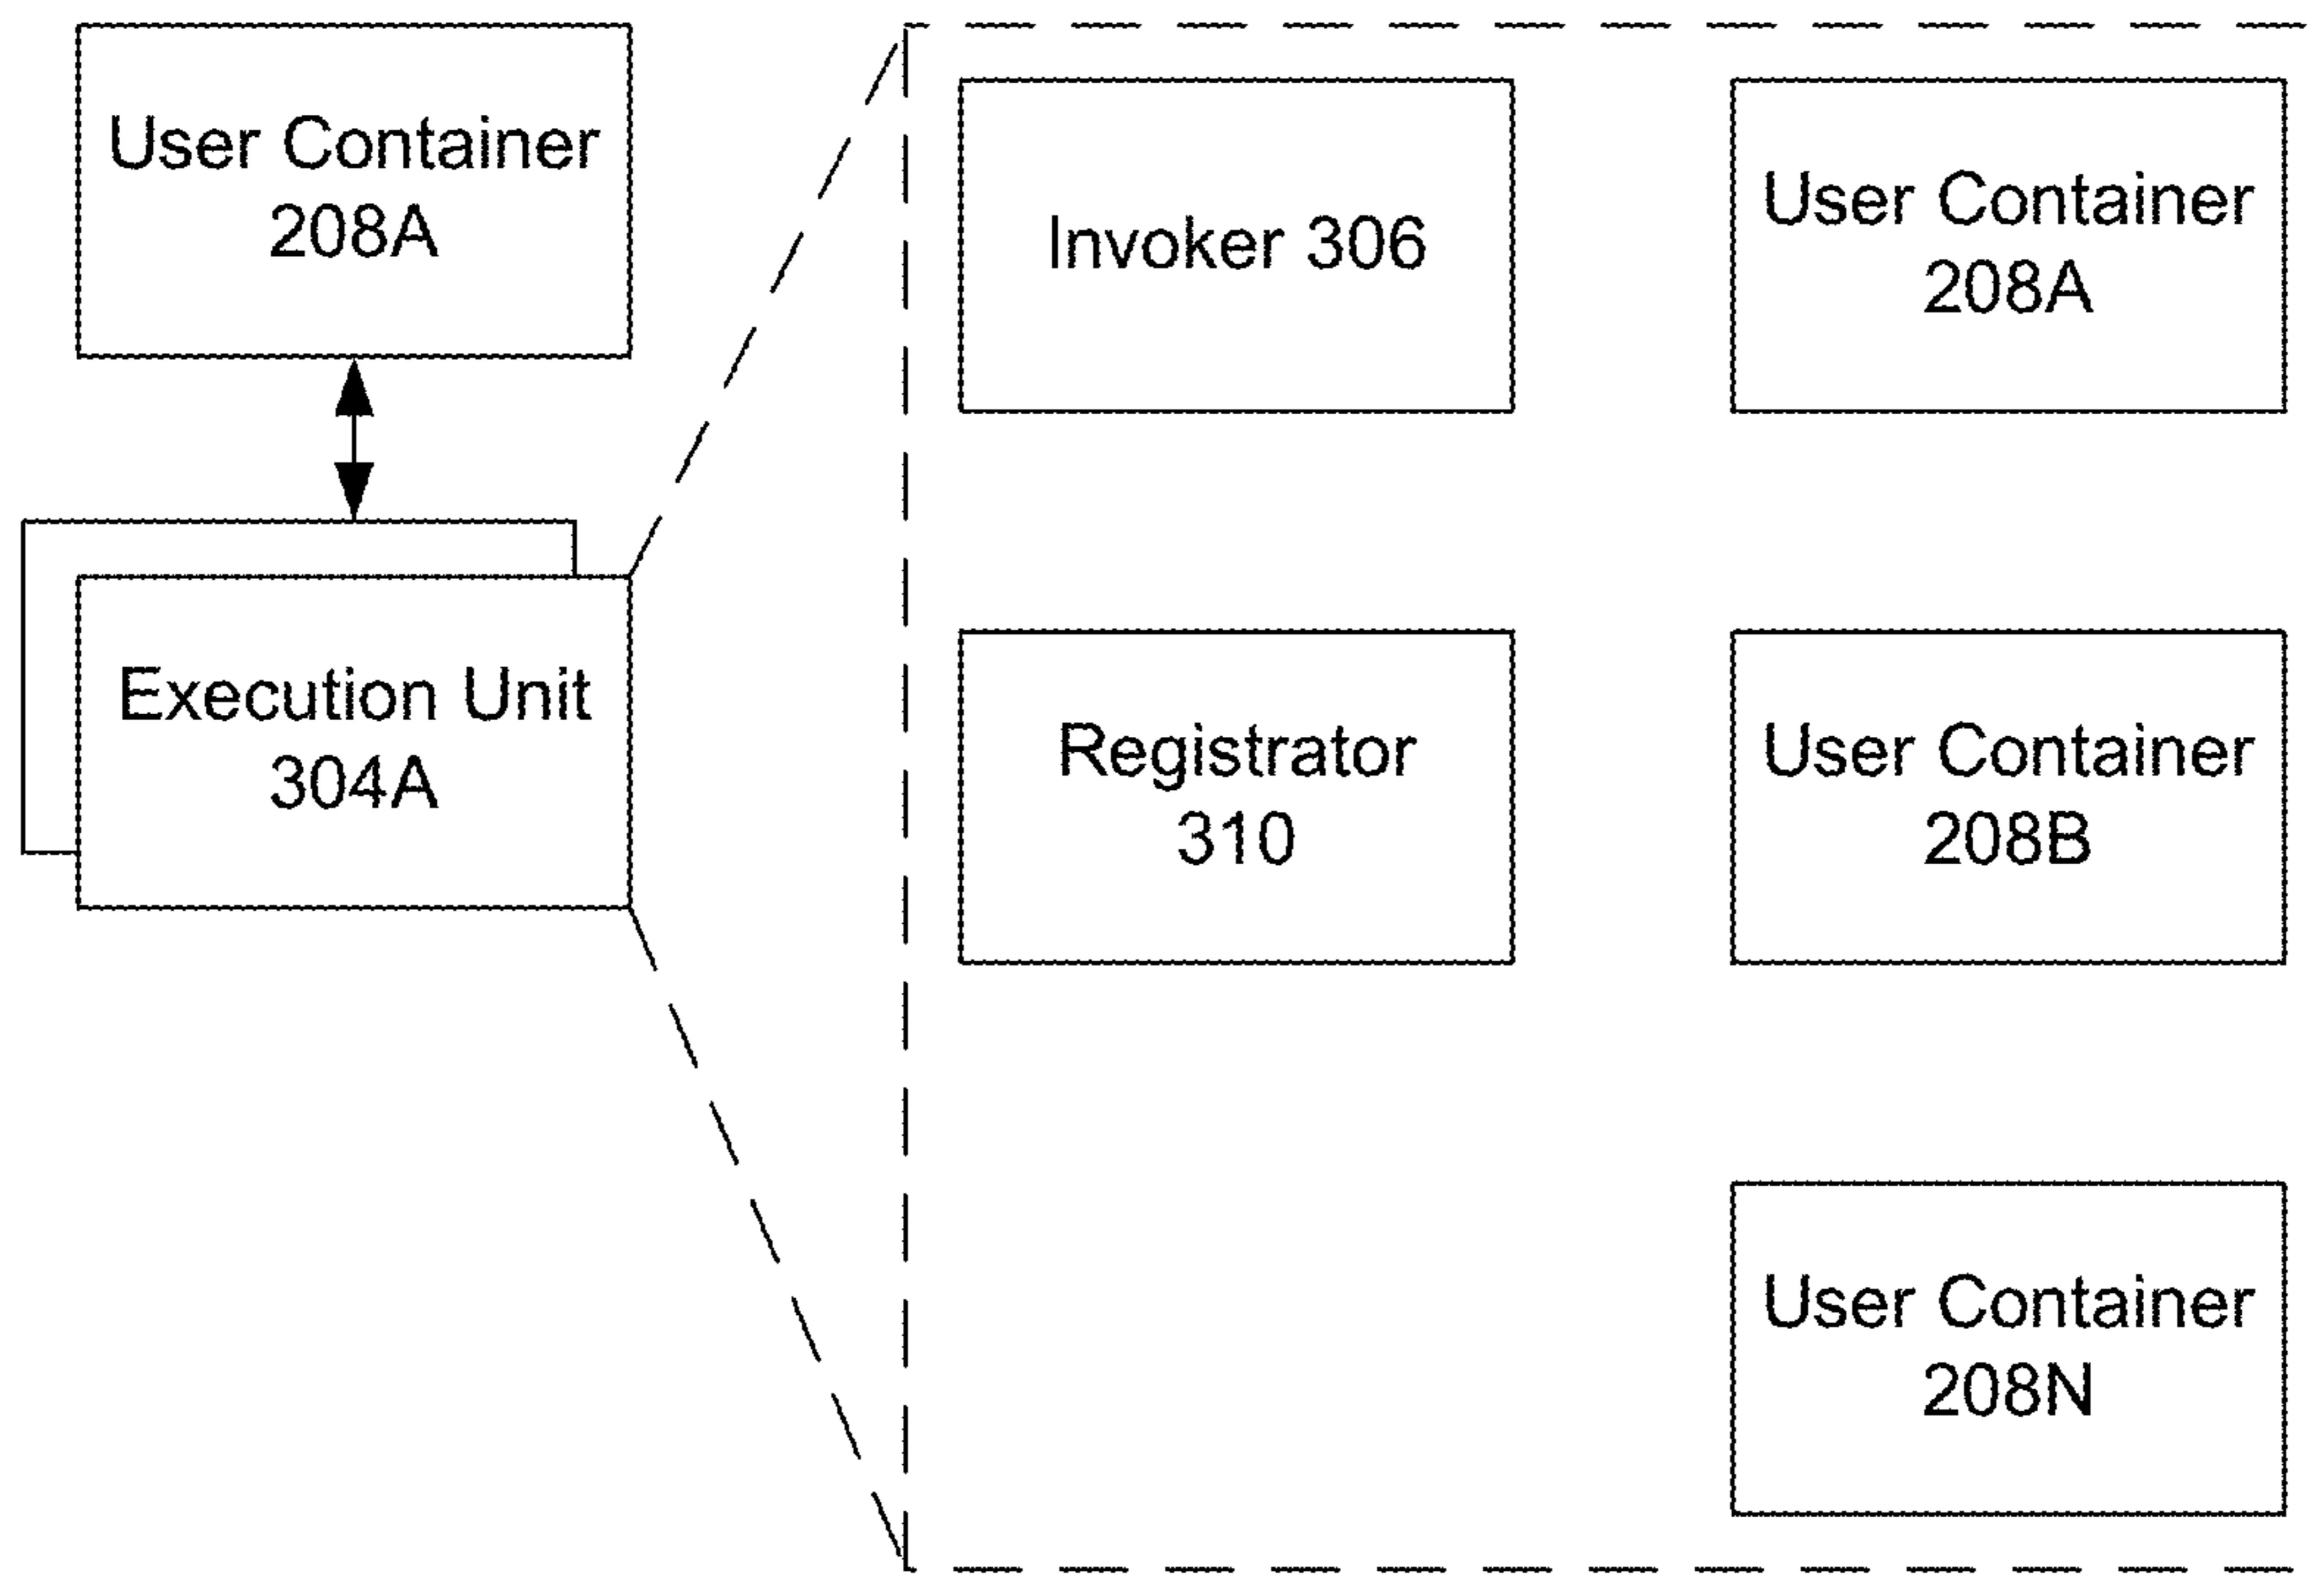 User Container
208A
Execution Unit
304A
Invoker 306
User Container
208A
Registrator
310
User Container
208B
User Container
208N